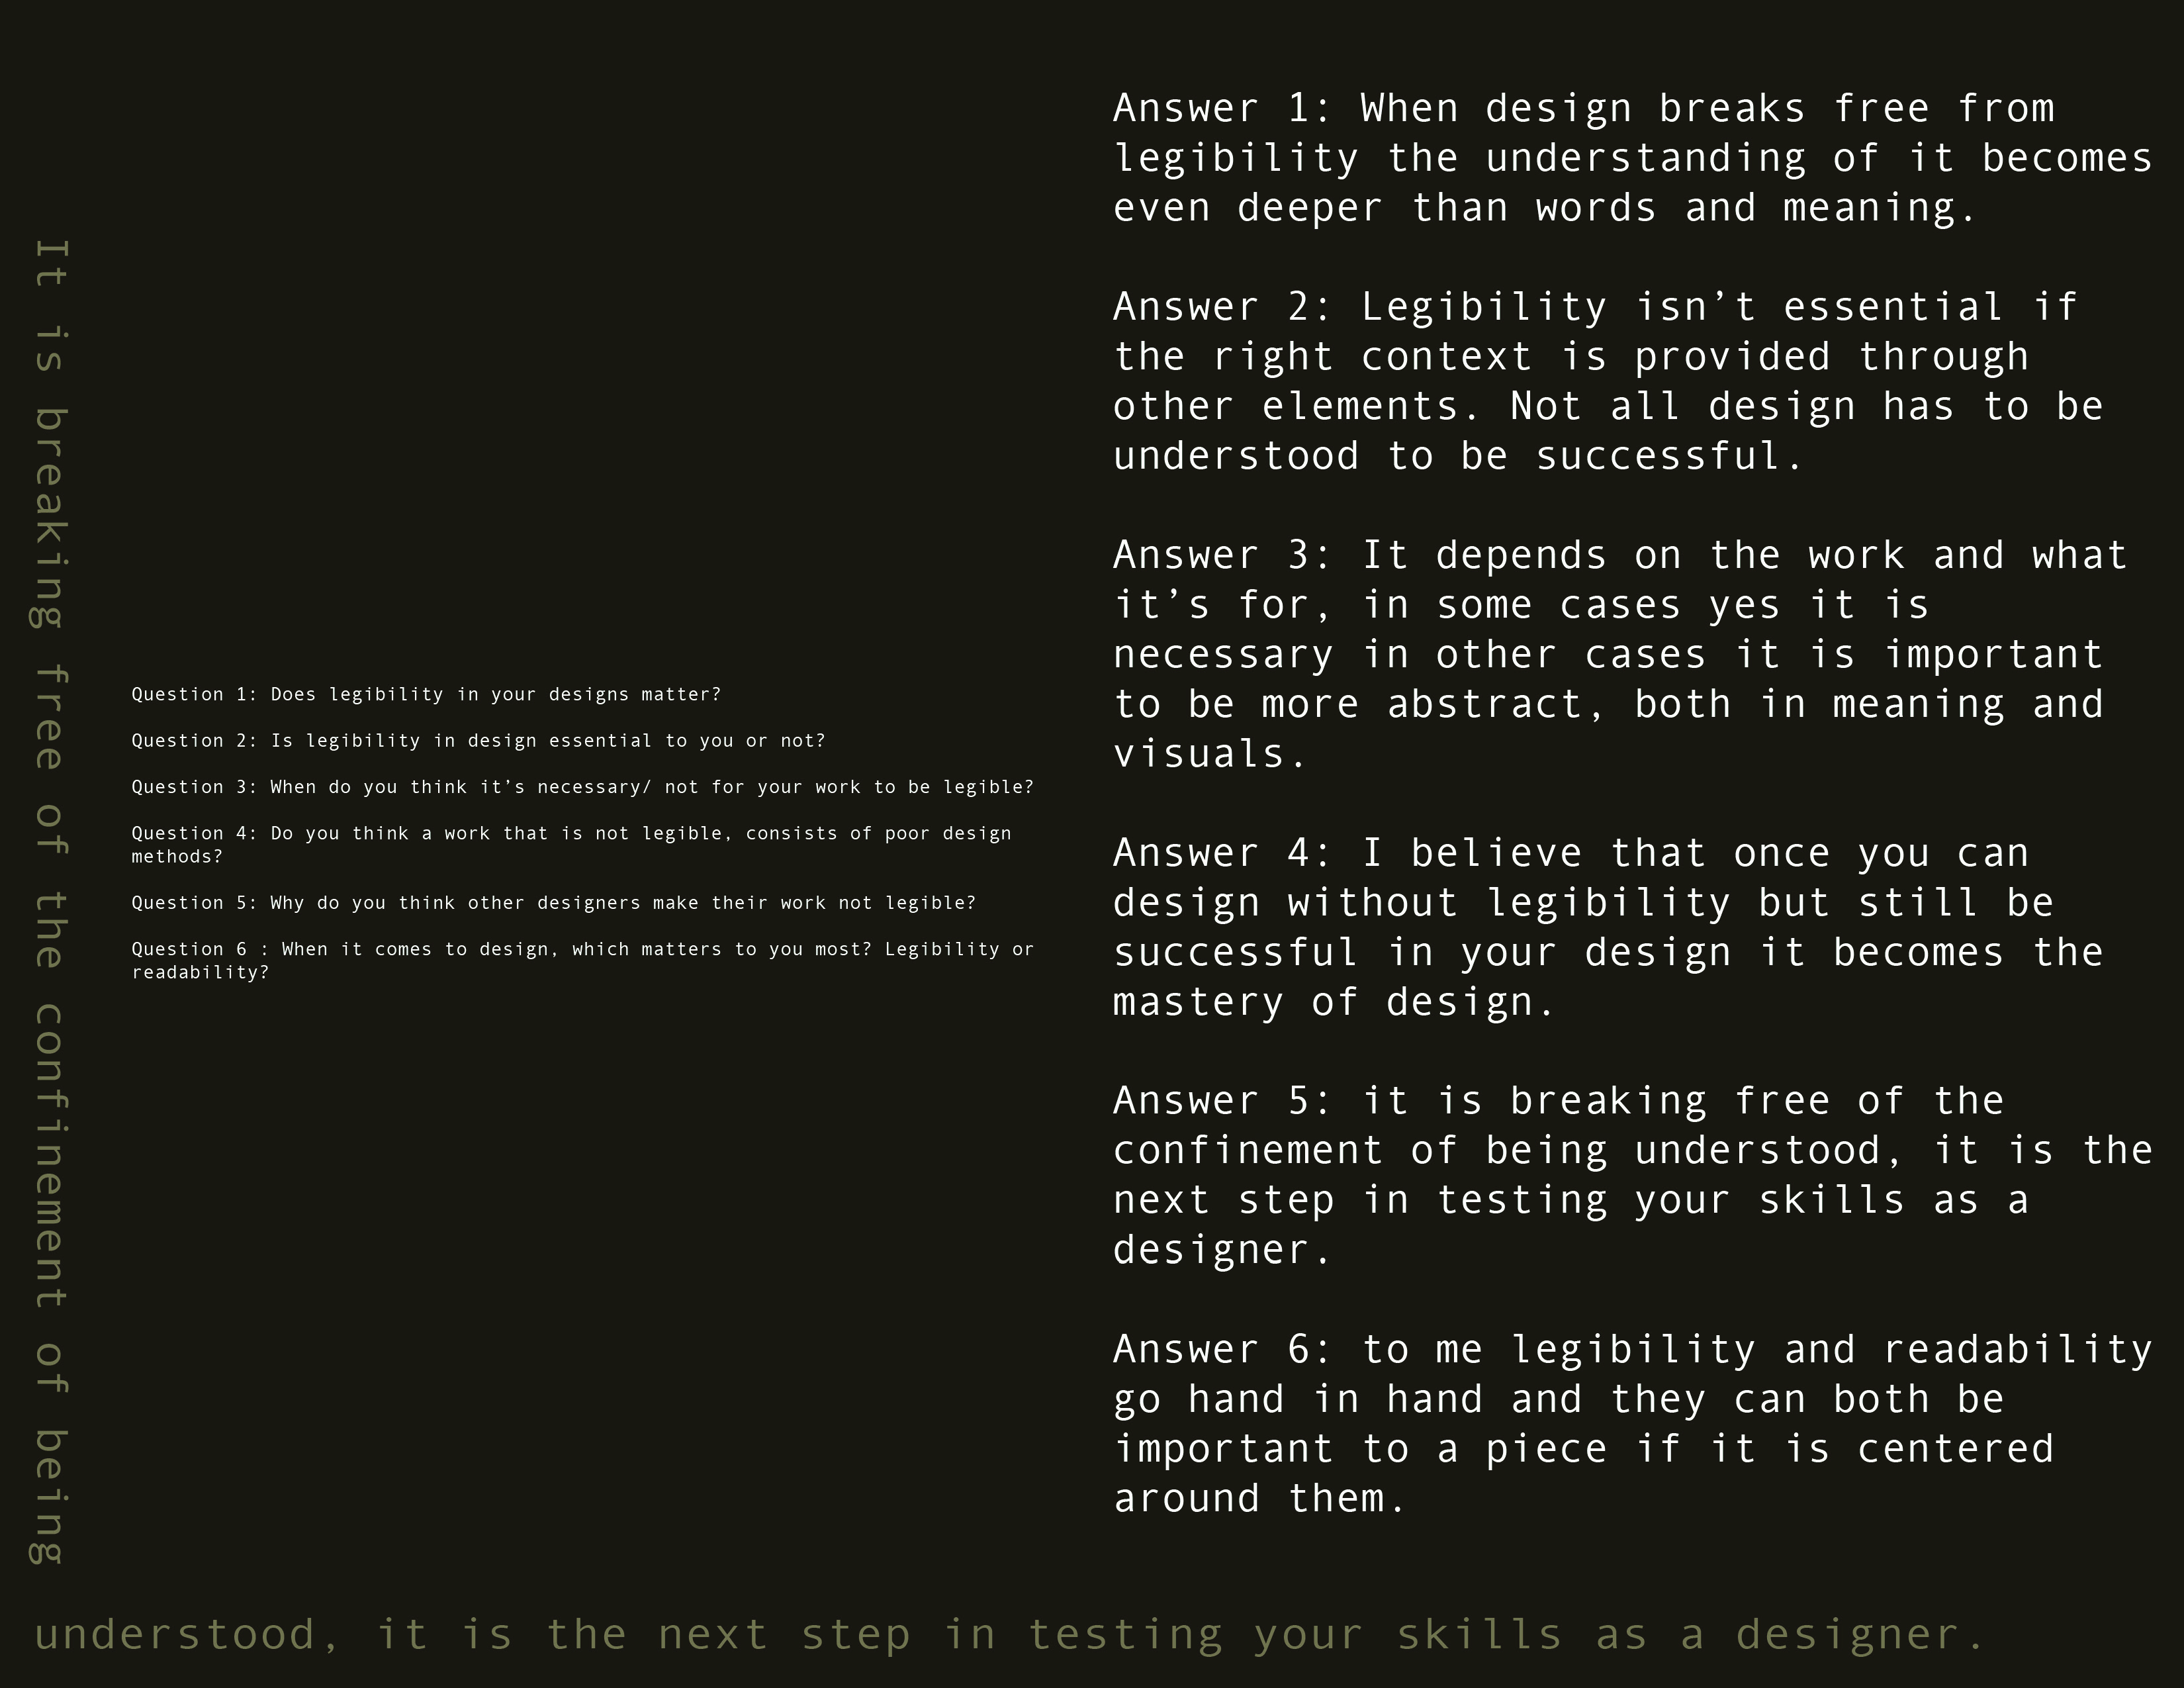 It is breaking free of the confinement of being
understood, it is the next step in testing your skills as a designer.
Question 1: Does legibility in your designs matter?
Question 2: Is legibility in design essential to you or not?
Question 3: When do you think it’s necessary/ not for your work to be legible?
Question 4: Do you think a work that is not legible, consists of poor design
methods?
Question 5: Why do you think other designers make their work not legible?
Question 6 : When it comes to design, which matters to you most? Legibility or
readability?
Answer 1: When design breaks free from
legibility the understanding of it becomes
even deeper than words and meaning.
Answer 2: Legibility isn’t essential if
the right context is provided through
other elements. Not all design has to be
understood to be successful.
Answer 3: It depends on the work and what
it’s for, in some cases yes it is
necessary in other cases it is important
to be more abstract, both in meaning and
visuals.
Answer 4: I believe that once you can
design without legibility but still be
successful in your design it becomes the
mastery of design.
Answer 5: it is breaking free of the
confinement of being understood, it is the
next step in testing your skills as a
designer.
Answer 6: to me legibility and readability
go hand in hand and they can both be
important to a piece if it is centered
around them.